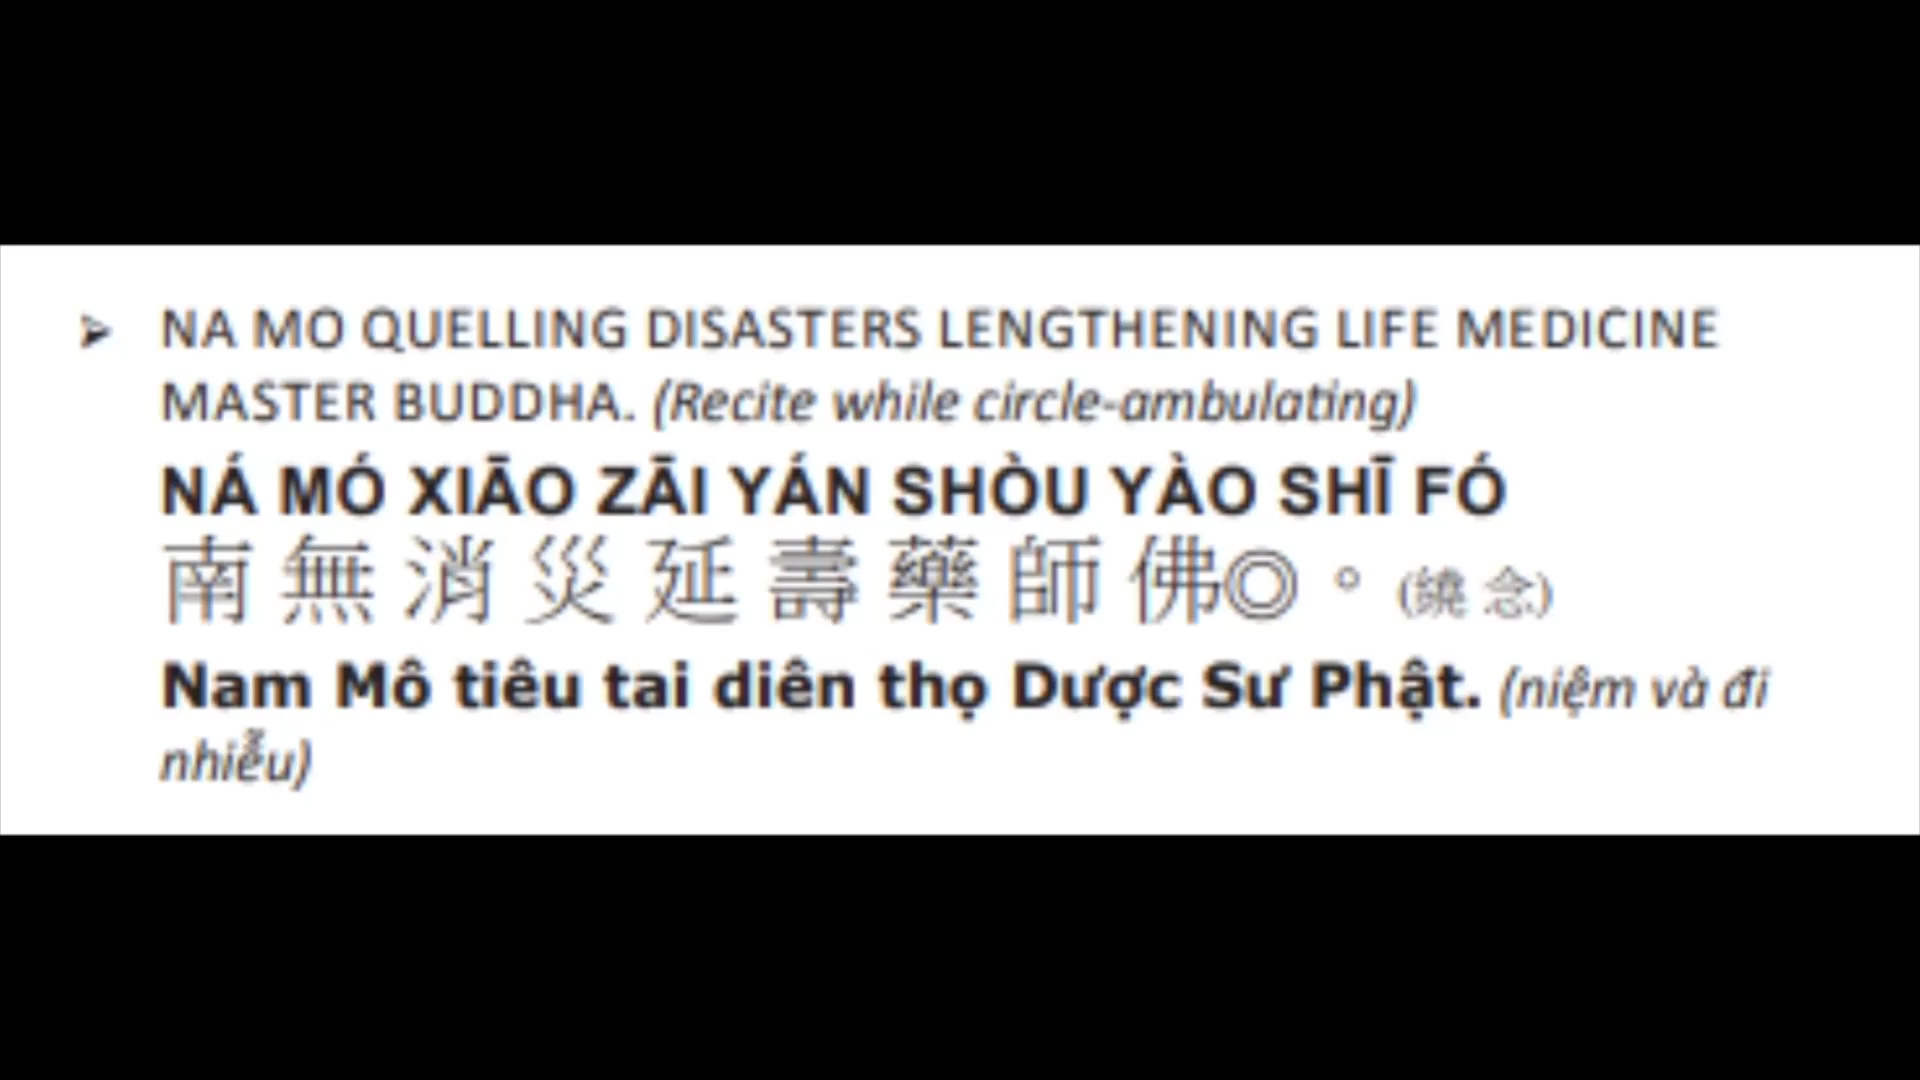 ➢ NA MO QUELLING DISASTERS LENGTHENING LIFE MEDICINE
MASTER BUDDHA. (Recite while circle-ambulating)
NÁ MÓ XIĀO ZĀI YÁN SHÒU YÀO SHĪ FÓ
南 無 消 災 延 壽 藥 師 佛◎。(繞 念)
Nam Mô tiêu tai diên thọ Dược Sư Phật. (niệm và đi
nhiễu)